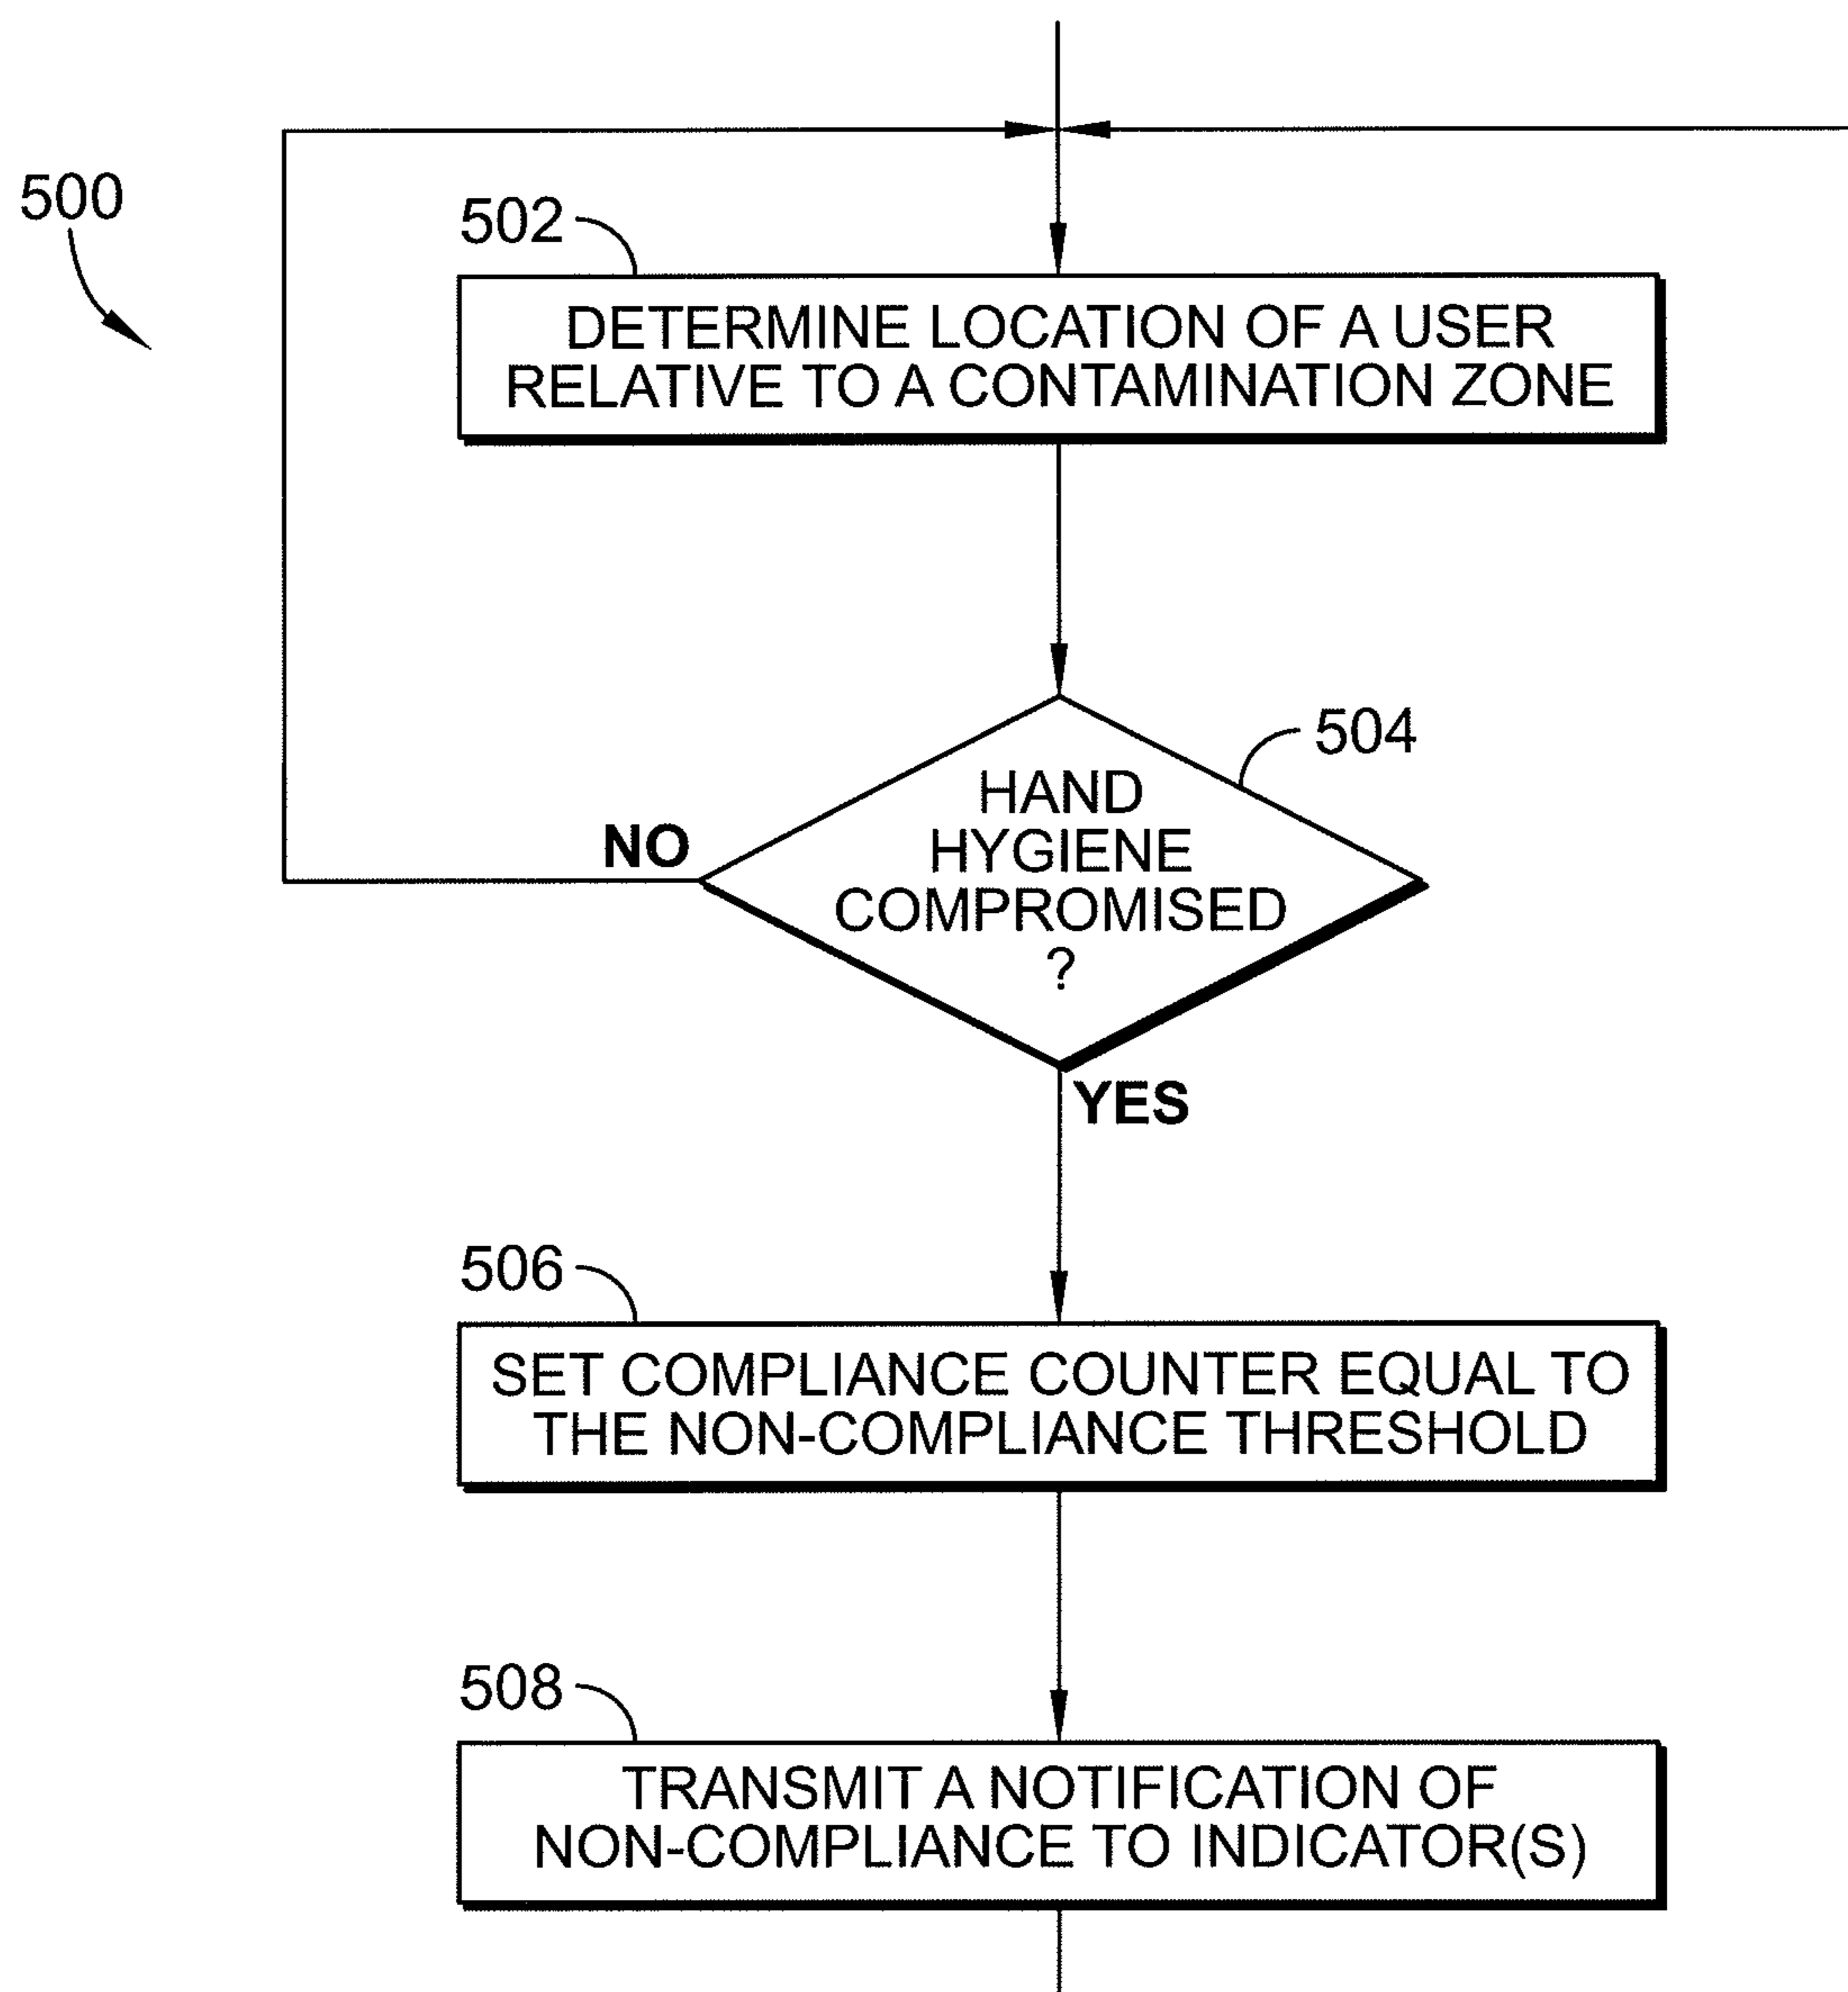 500
502
DETERMINE LOCATION OF A USER
RELATIVE TO A CONTAMINATION ZONE
504
HAND
HYGIENE
COMPROMISED
?
NO
YES
506
SET COMPLIANCE COUNTER EQUAL TO
THE NON-COMPLIANCE THRESHOLD
508
TRANSMIT A NOTIFICATION OF
NON-COMPLIANCE TO INDICATOR(S)